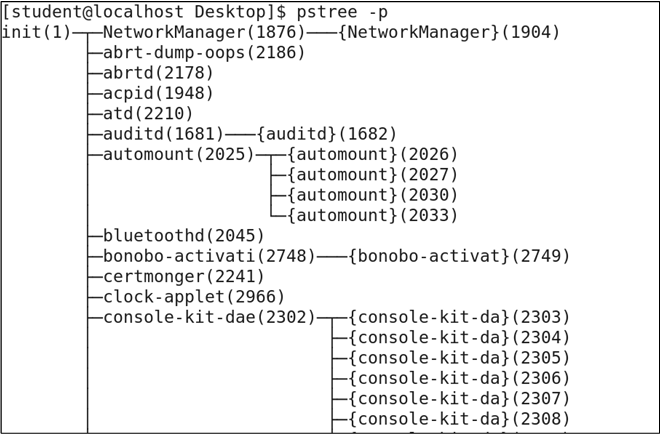 [student@localhost Desktop]$ pstree -p
init(1)─┬─NetworkManager(1876)───{NetworkManager}(1904)
        ├─abrt-dump-oops(2186)
        ├─abrtd(2178)
        ├─acpid(1948)
        ├─atd(2210)
        ├─auditd(1681)───{auditd}(1682)
        ├─automount(2025)─┬─{automount}(2026)
        │                 ├─{automount}(2027)
        │                 ├─{automount}(2030)
        │                 └─{automount}(2033)
        ├─bluetoothd(2045)
        ├─bonobo-activati(2748)───{bonobo-activat}(2749)
        ├─certmonger(2241)
        ├─clock-applet(2966)
        ├─console-kit-dae(2302)─┬─{console-kit-da}(2303)
        │                       ├─{console-kit-da}(2304)
        │                       ├─{console-kit-da}(2305)
        │                       ├─{console-kit-da}(2306)
        │                       ├─{console-kit-da}(2307)
        │                       ├─{console-kit-da}(2308)